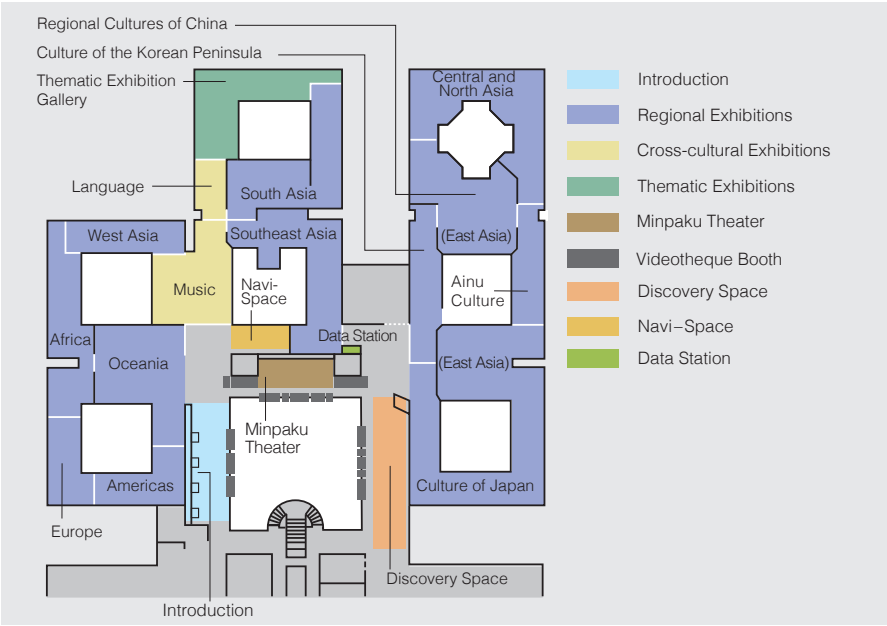 Regional Cultures of China
Culture of the Korean Peninsula
Thematic Exhibition
Gallery
Language
South Asia
West Asia
Southeast Asia
Music
Navi-
Space
Africa
Oceania
Data Station
Minpaku
Theater
Americas
Europe
Introduction
Central and
North Asia
(East Asia)
Ainu
Culture
(East Asia)
Culture of Japan
Discovery Space
Introduction
Regional Exhibitions
Cross-cultural Exhibitions
Thematic Exhibitions
Minpaku Theater
Videotheque Booth
Discovery Space
Navi–Space
Data Station